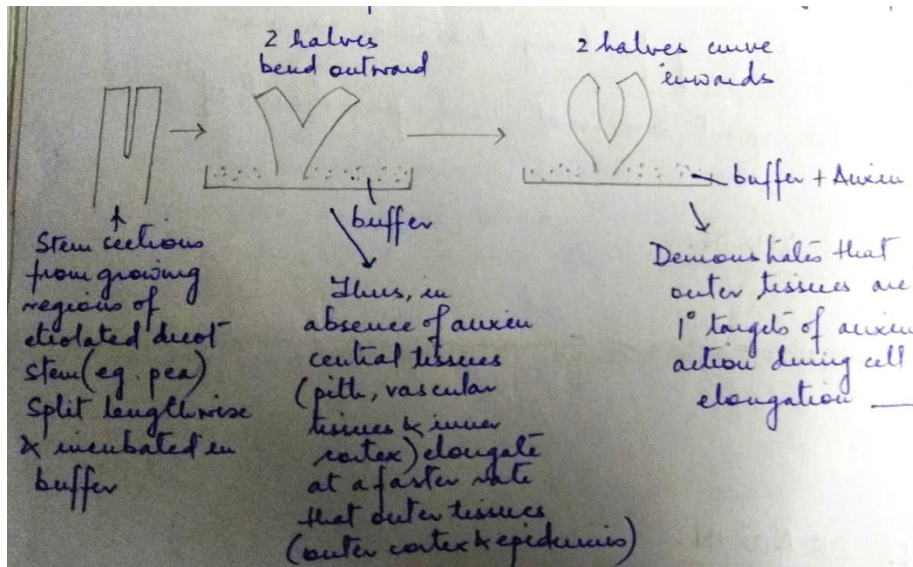 2 halves
bend outward
2 halves curve
inwards
buffer
buffer + Auxin
Stem sections
from growing
regions of
etiolated dicot
stem (eg. pea)
Split lengthwise
& incubated in
buffer
Thus, in
absence of auxin
central tissues
(pith, vascular
tissues & inner
cortex) elongate
at a faster rate
that outer tissues
(outer cortex & epidermis)
Demonstrates that
outer tissues are
1° targets of auxin
action during cell
elongation